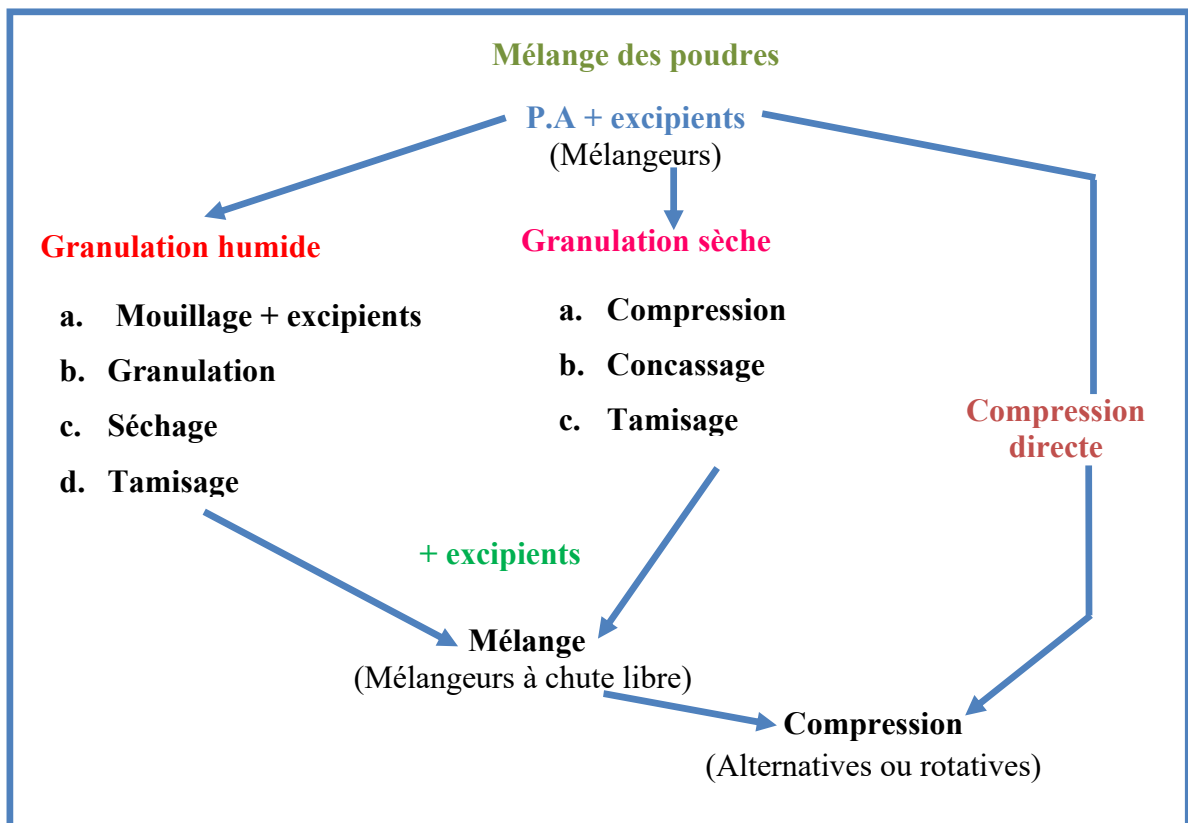 Mélange des poudres
P.A + excipients
(Mélangeurs)
Granulation humide
a. Mouillage + excipients
b. Granulation
c. Séchage
d. Tamisage
Granulation sèche
a. Compression
b. Concassage
c. Tamisage
Compression
directe
+ excipients
Mélange
(Mélangeurs à chute libre)
Compression
(Alternatives ou rotatives)